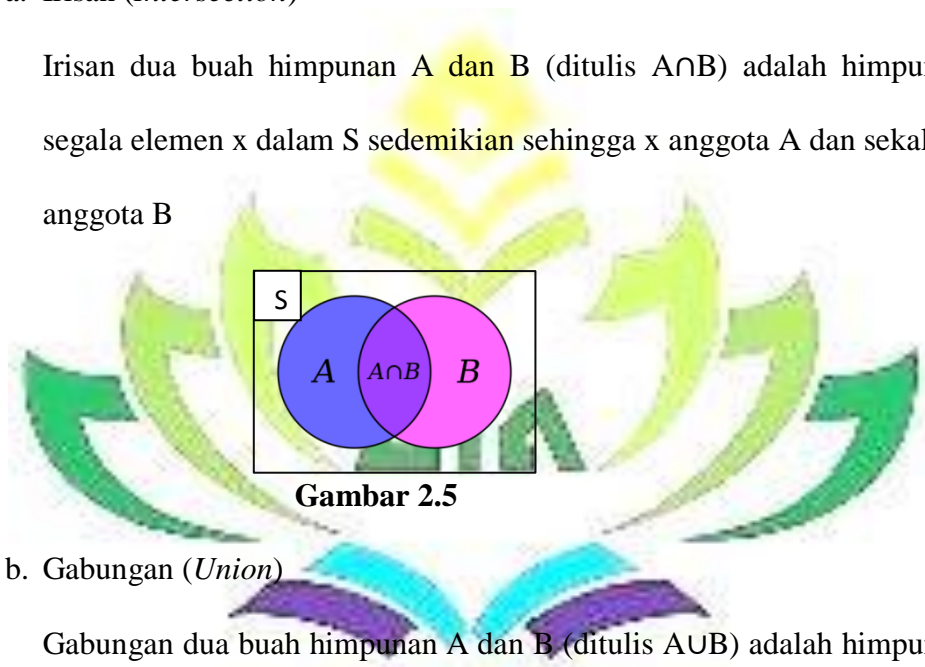 Irisan dua buah himpunan A dan B (ditulis A∩B) adalah
segala elemen x dalam S sedemikian sehingga x anggota A dan
anggota B
S
A A∩B B
Gambar 2.5
b. Gabungan (Union)
Gabungan dua buah himpunan A dan B (ditulis A∪B) adalah